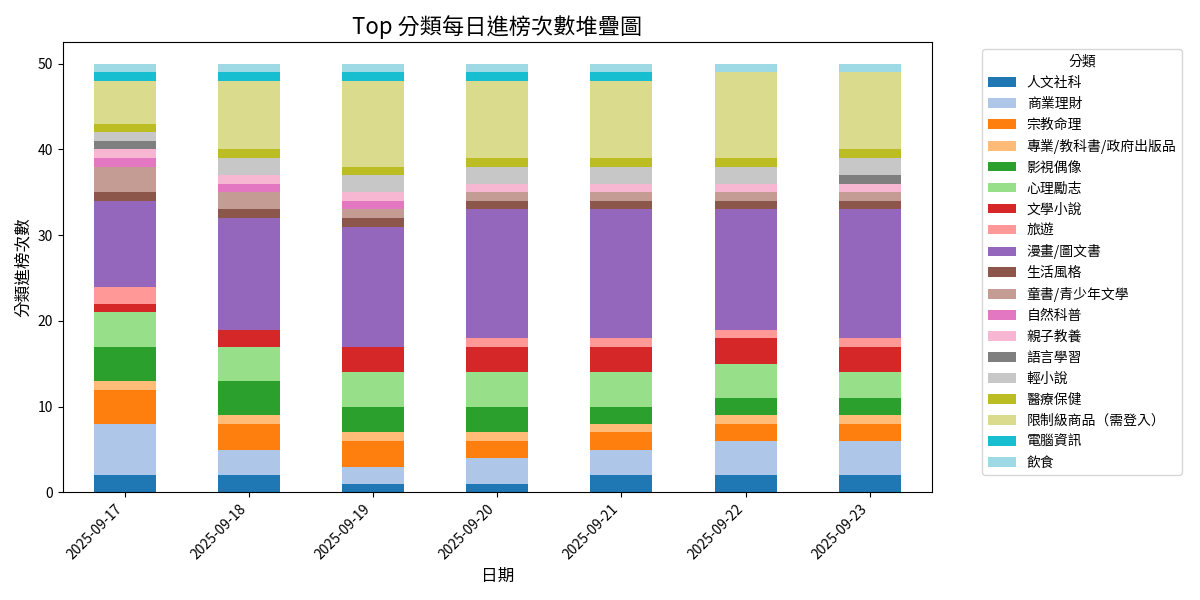 Top 分類每日進榜次數堆疊圖
分類進榜次數
50
40
30
20
10
0
2025-09-17
2025-09-18
2025-09-19
2025-09-20
2025-09-21
2025-09-22
2025-09-23
日期
分類
人文社科
商業理財
宗教命理
專業/教科書/政府出版品
影視偶像
心理勵志
文學小說
旅遊
漫畫/圖文書
生活風格
童書/青少年文學
自然科普
親子教養
語言學習
輕小說
醫療保健
限制級商品（需登入）
電腦資訊
飲食